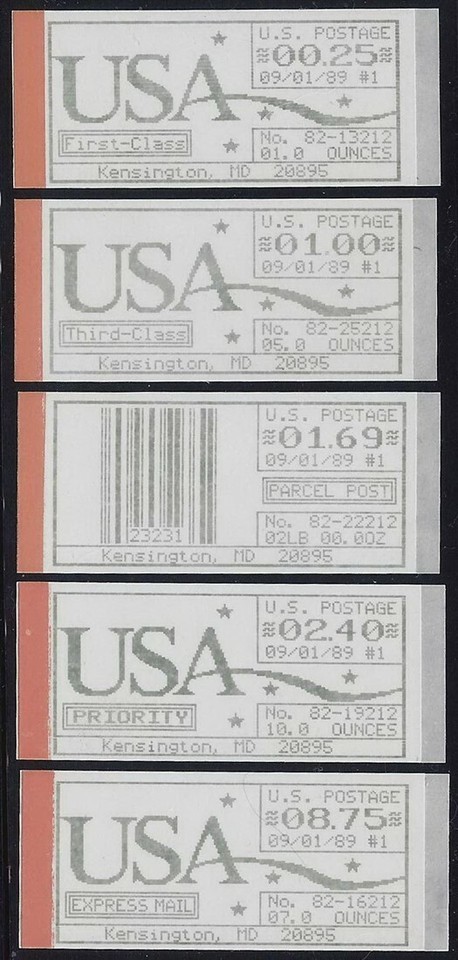 U.S. POSTAGE
00.25
09/01/89 #1
USA
First-Class
No. 82-13212
01.0 OUNCES
Kensington, MD 20895
U.S. POSTAGE
01.00
09/01/89 #1
USA
Third-Class
No. 82-25212
05.0 OUNCES
Kensington, MD 20895
U.S. POSTAGE
01.69
09/01/89 #1
PARCEL POST
No. 82-22212
23231
02LB 00.0OZ
Kensington, MD 20895
U.S. POSTAGE
02.40
09/01/89 #1
USA
PRIORITY
No. 82-19212
10.0 OUNCES
Kensington, MD 20895
U.S. POSTAGE
08.75
09/01/89 #1
USA
EXPRESS MAIL
No. 82-16212
07.0 OUNCES
Kensington, MD 20895